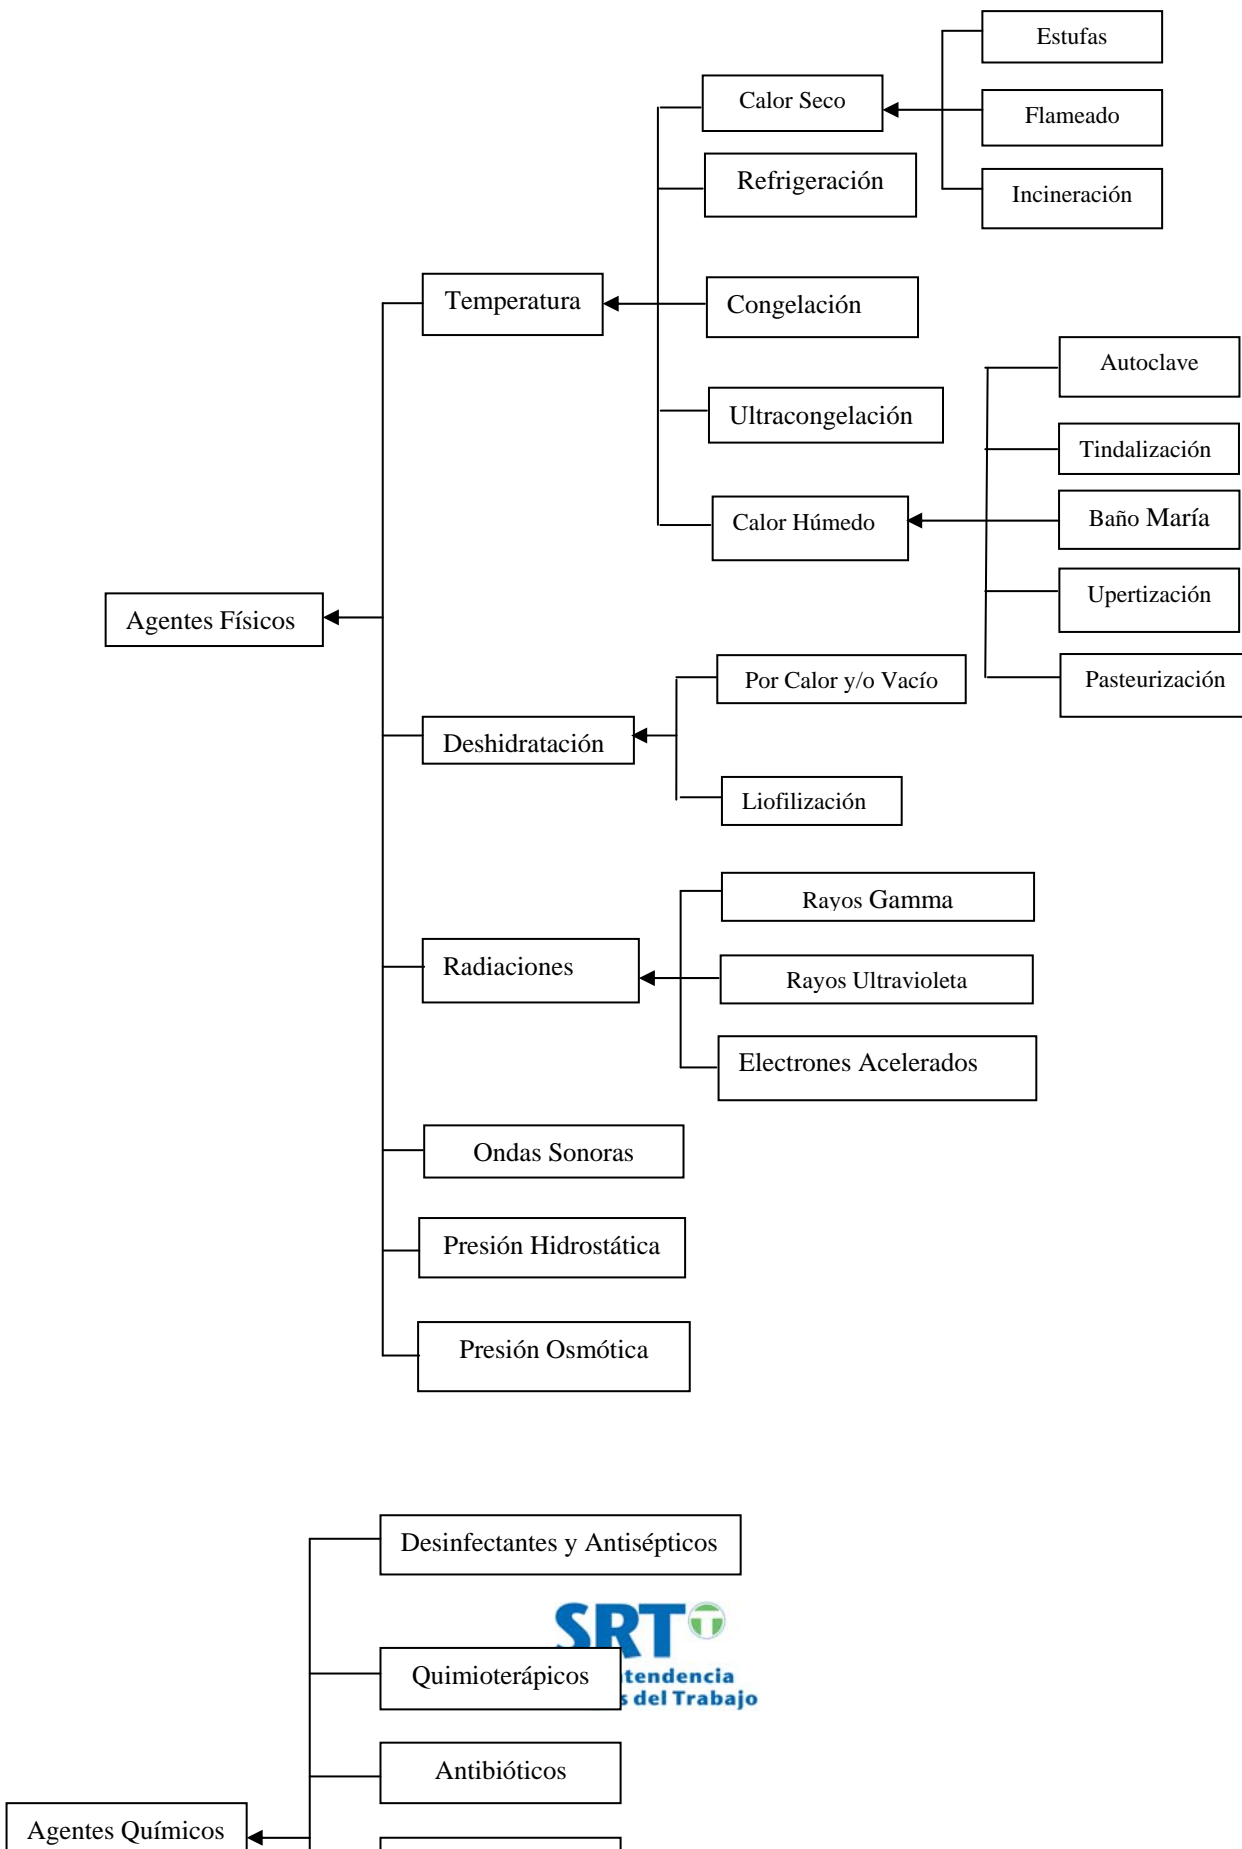 Estufas
Calor Seco
Flameado
Refrigeración
Incineración
Temperatura
Congelación
Autoclave
Ultracongelación
Tindalización
Calor Húmedo
Baño María
Agentes Físicos
Upertización
Por Calor y/o Vacío
Pasteurización
Deshidratación
Liofilización
Rayos Gamma
Radiaciones
Rayos Ultravioleta
Electrones Acelerados
Ondas Sonoras
Presión Hidrostática
Presión Osmótica
Desinfectantes y Antisépticos
SRT
Quimioterápicos
tendencia
s del Trabajo
Antibióticos
Agentes Químicos